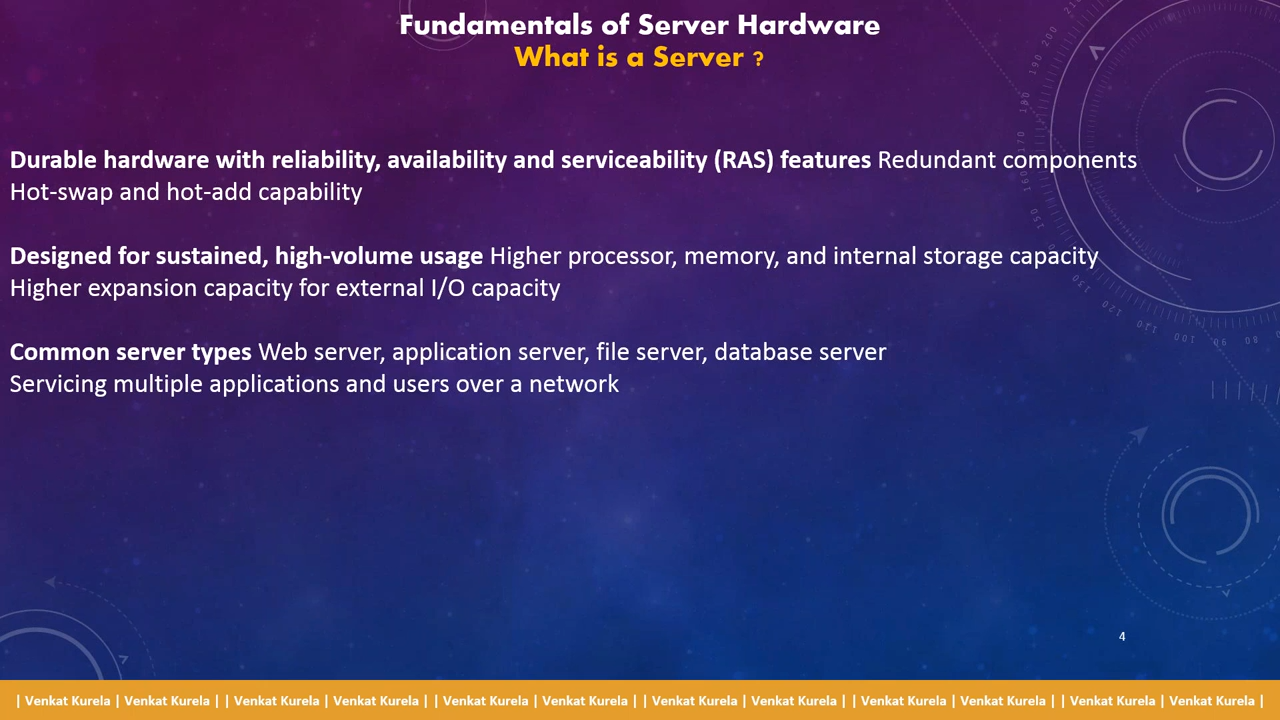 Fundamentals of Server Hardware
What is a Server ?
Durable hardware with reliability, availability and serviceability (RAS) features Redundant components
Hot-swap and hot-add capability
Designed for sustained, high-volume usage Higher processor, memory, and internal storage capacity
Higher expansion capacity for external I/O capacity
Common server types Web server, application server, file server, database server
Servicing multiple applications and users over a network
4
| Venkat Kurela | Venkat Kurela | | Venkat Kurela | Venkat Kurela | | Venkat Kurela | Venkat Kurela | | Venkat Kurela | Venkat Kurela | | Venkat Kurela | Venkat Kurela | | Venkat Kurela | Venkat Kurela |